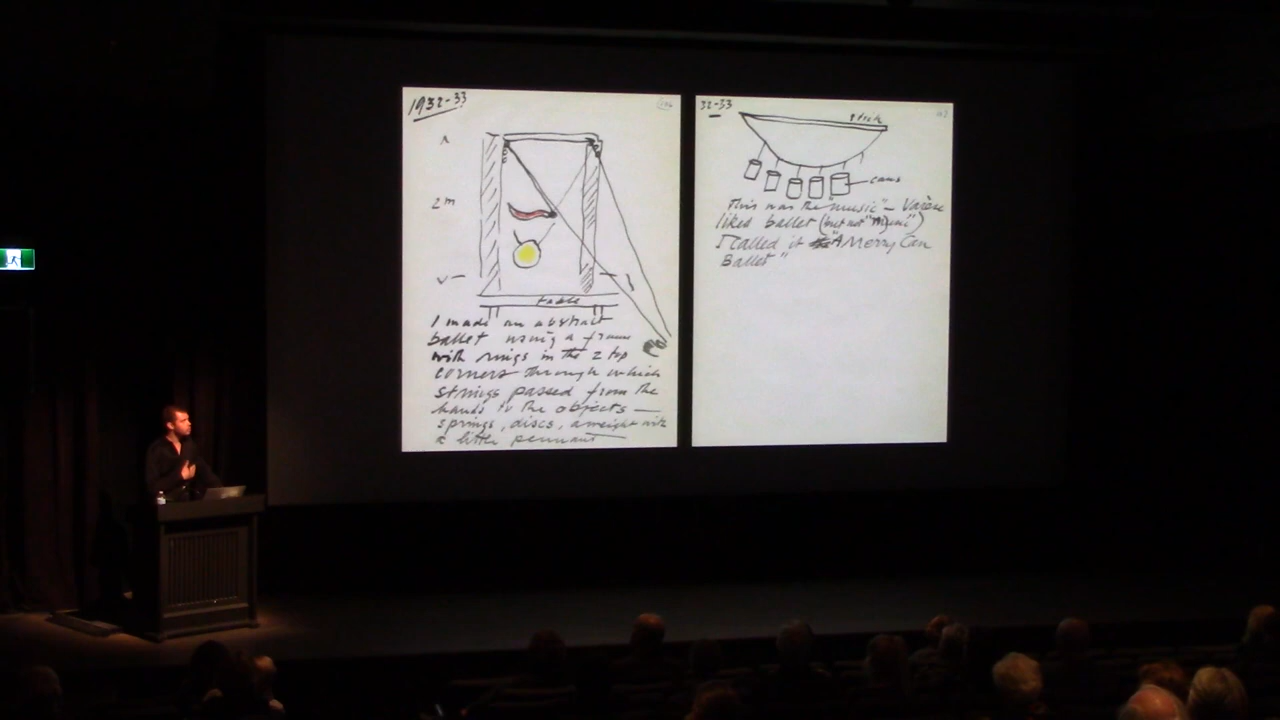 1932-33
2m
table
I made an abstract
ballet using a frame
with rings in the 2 top
corners through which
strings passed from the
hands to the objects —
springs, discs, a weight with
a little pennant
32-33
cans
This was the "music" — Varèse
liked ballet (but not "music")
I called it "A Merry Can
Ballet"